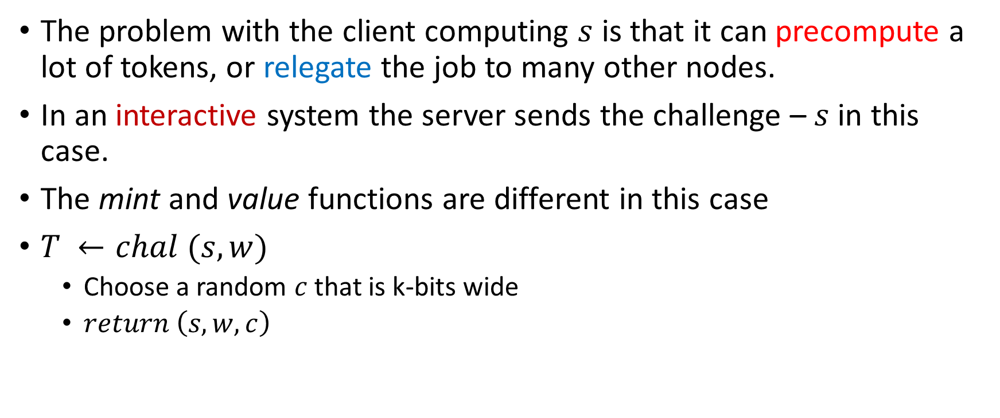 • The problem with the client computing 𝑠 is that it can precompute a
lot of tokens, or relegate the job to many other nodes.
• In an interactive system the server sends the challenge – 𝑠 in this
case.
• The mint and value functions are different in this case
• 𝑇 ← 𝑐ℎ𝑎𝑙 (𝑠, 𝑤)
• Choose a random 𝑐 that is k-bits wide
• 𝑟𝑒𝑡𝑢𝑟𝑛 (𝑠, 𝑤, 𝑐)